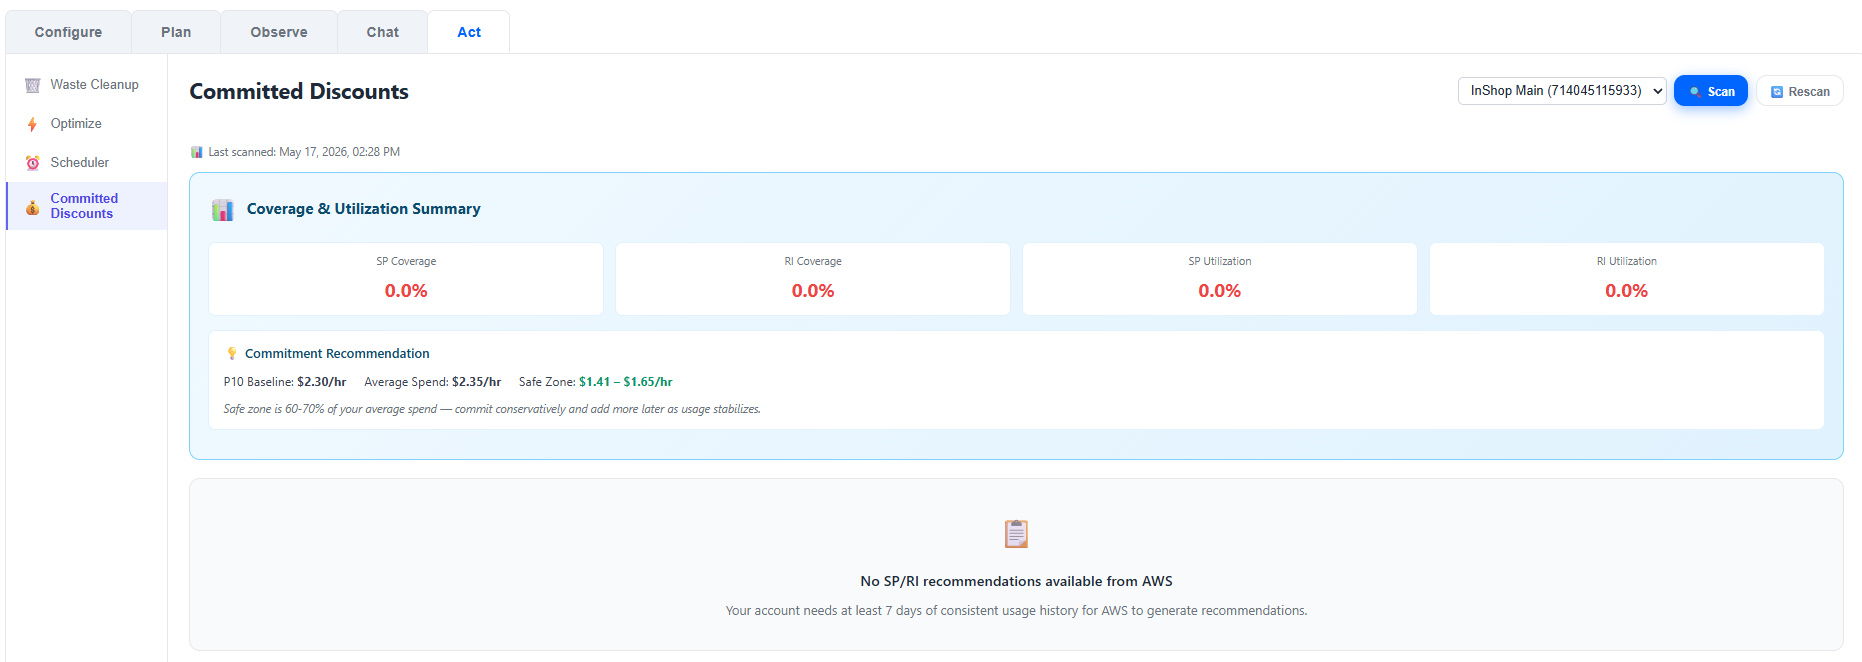 Configure Plan Observe Chat Act
Waste Cleanup
Optimize
Scheduler
Committed
Discounts
Committed Discounts
InShop Main (714045115933) Scan Rescan
Last scanned: May 17, 2026, 02:28 PM
Coverage & Utilization Summary
SP Coverage
0.0%
RI Coverage
0.0%
SP Utilization
0.0%
RI Utilization
0.0%
Commitment Recommendation
P10 Baseline: $2.30/hr Average Spend: $2.35/hr Safe Zone: $1.41 – $1.65/hr
Safe zone is 60-70% of your average spend — commit conservatively and add more later as usage stabilizes.
No SP/RI recommendations available from AWS
Your account needs at least 7 days of consistent usage history for AWS to generate recommendations.